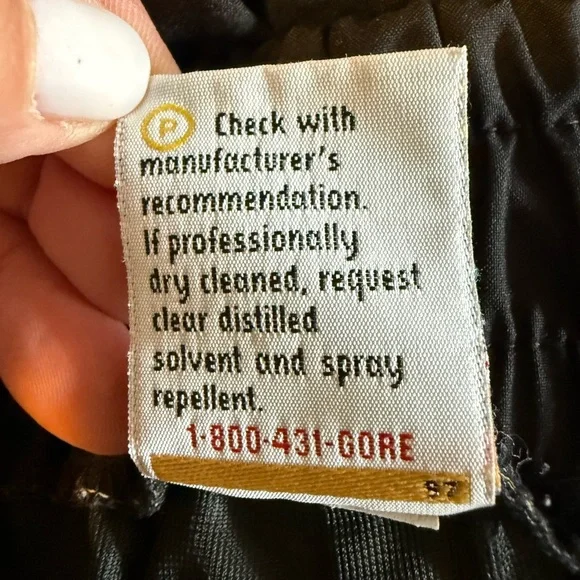 P Check with
manufacturer's
recommendation.
If professionally
dry cleaned, request
clear distilled
solvent and spray
repellent.
1-800-431-GORE
97